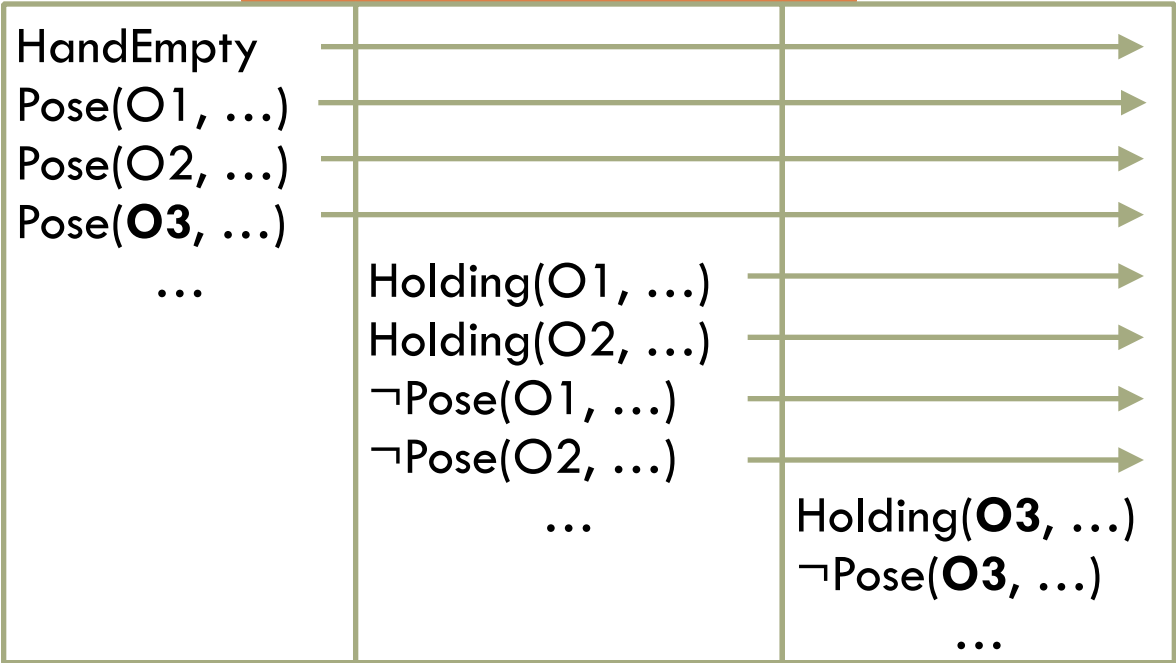 HandEmpty
Pose(O1, …)
Pose(O2, …)
Pose(O3, …)
…
Holding(O1, …)
Holding(O2, …)
¬Pose(O1, …)
¬Pose(O2, …)
…
Holding(O3, …)
¬Pose(O3, …)
…